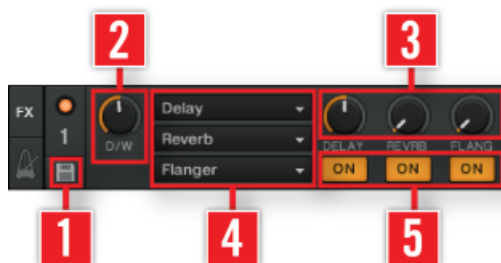 2
3
FX
1
D/W
Delay
Reverb
Flanger
DELAY REVRB FLANG
ON ON ON
1
4
5